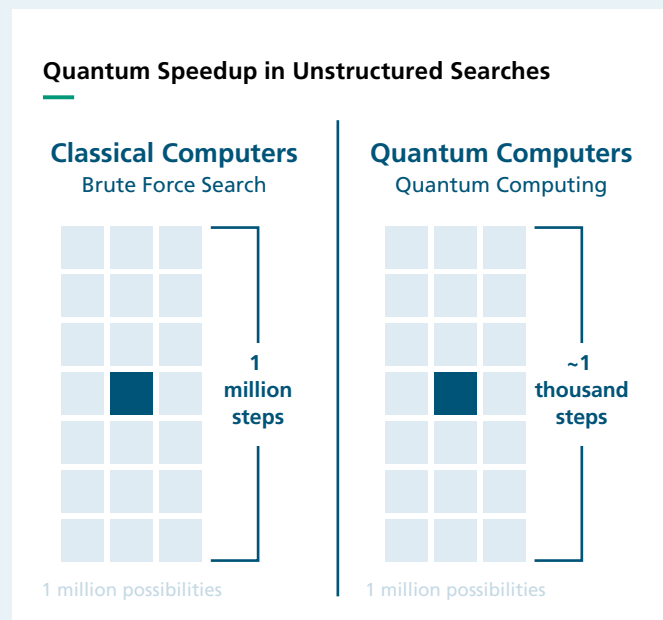 Quantum Speedup in Unstructured Searches
Classical Computers
Brute Force Search
1
million
steps
1 million possibilities
Quantum Computers
Quantum Computing
~1
thousand
steps
1 million possibilities